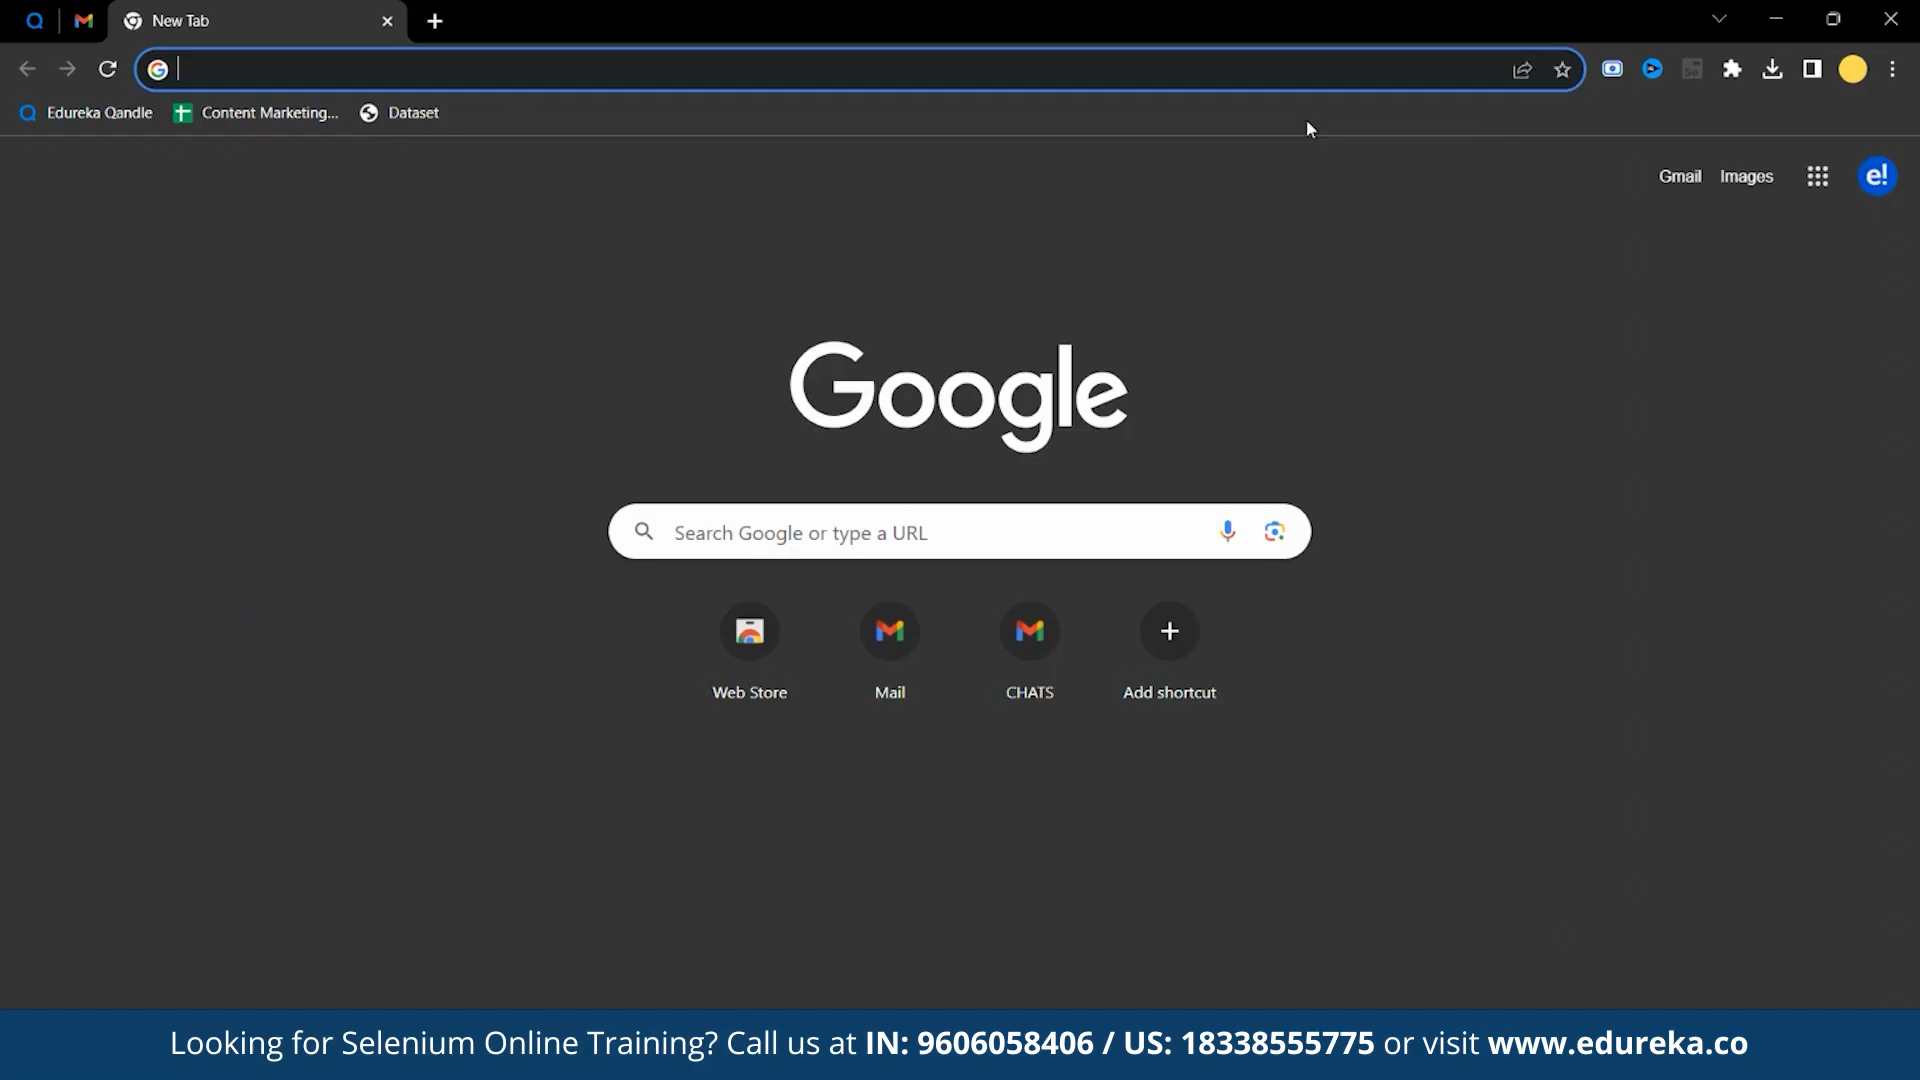 New Tab
Edureka Qandle
Content Marketing...
Dataset
Gmail
Images
e!
Google
Search Google or type a URL
Web Store
Mail
CHATS
Add shortcut
Looking for Selenium Online Training? Call us at IN: 9606058406 / US: 18338555775 or visit www.edureka.co